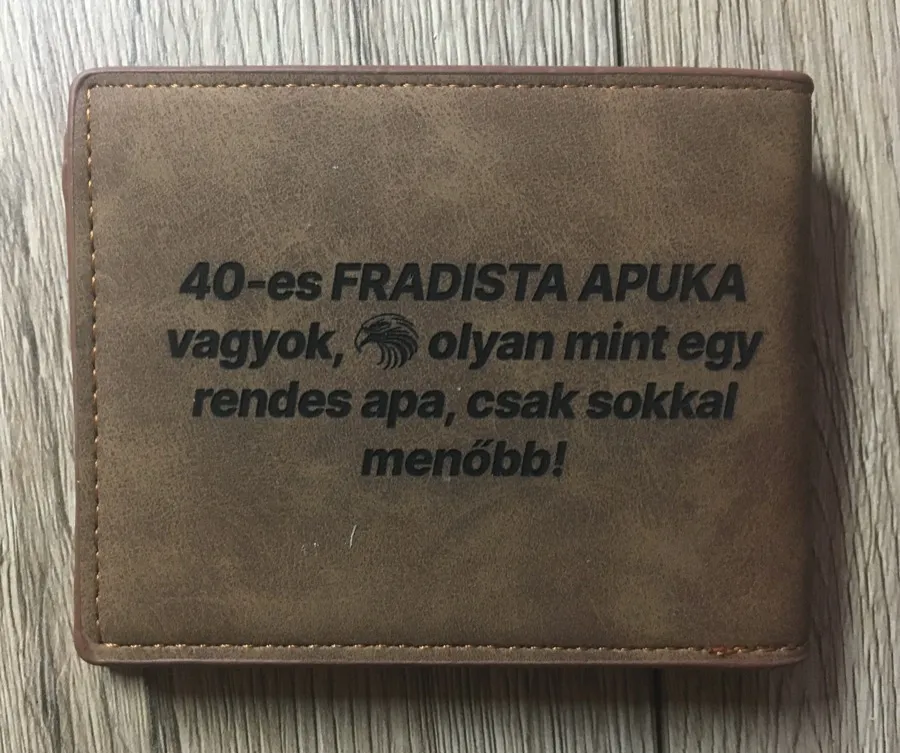 40-es FRADISTA APUKA
vagyok, olyan mint egy
rendes apa, csak sokkal
menőbb!